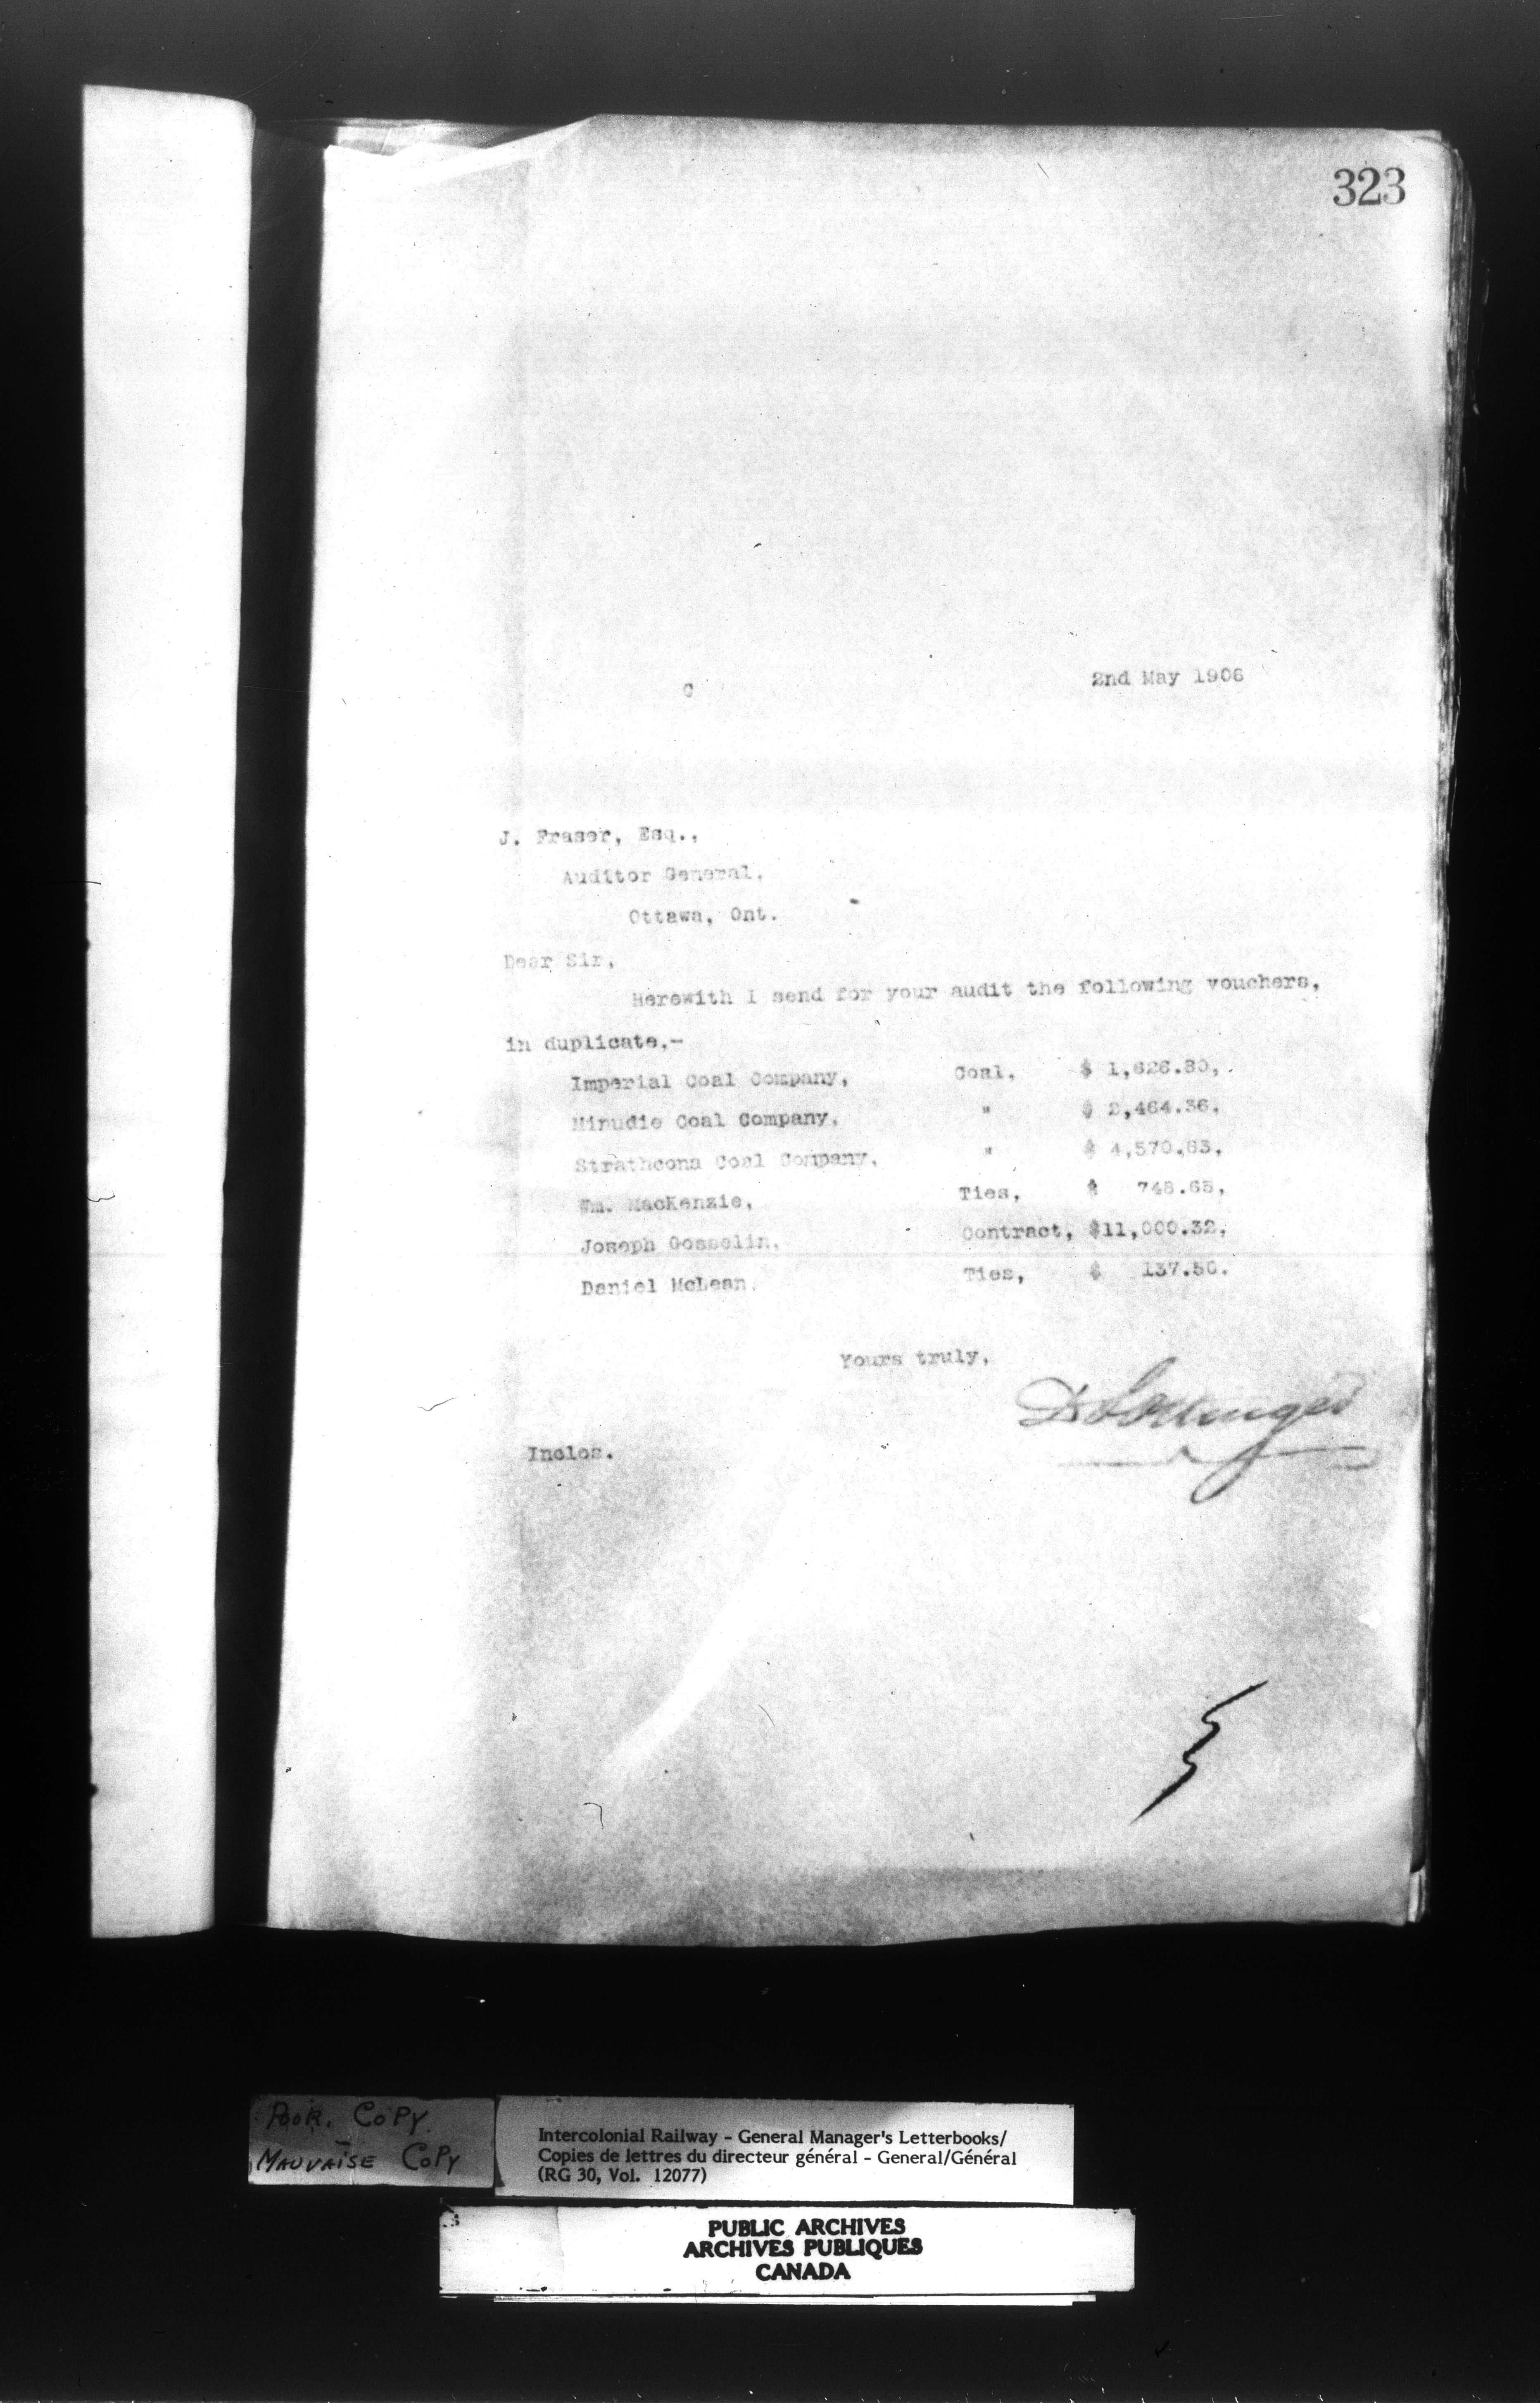 323
C 2nd May 1906
J. Fraser, Esq.,
Auditor General,
Ottawa, Ont.
Dear Sir,
Herewith I send for your audit the following vouchers,
in duplicate,-
Imperial Coal Company, Coal, $ 1,626.80,
Minudie Coal Company, " $ 2,464.36,
Strathcona Coal Company, " $ 4,570.63,
Wm. MacKenzie, Ties, $ 748.65,
Joseph Gosselin, Contract, $11,000.32,
Daniel McLean, Ties, $ 137.50.
Yours truly,
D Pottinger
Inclos.
POOR. COPY.
MAUVAISE COPY
Intercolonial Railway - General Manager's Letterbooks/
Copies de lettres du directeur général - General/Général
(RG 30, Vol. 12077)
PUBLIC ARCHIVES
ARCHIVES PUBLIQUES
CANADA